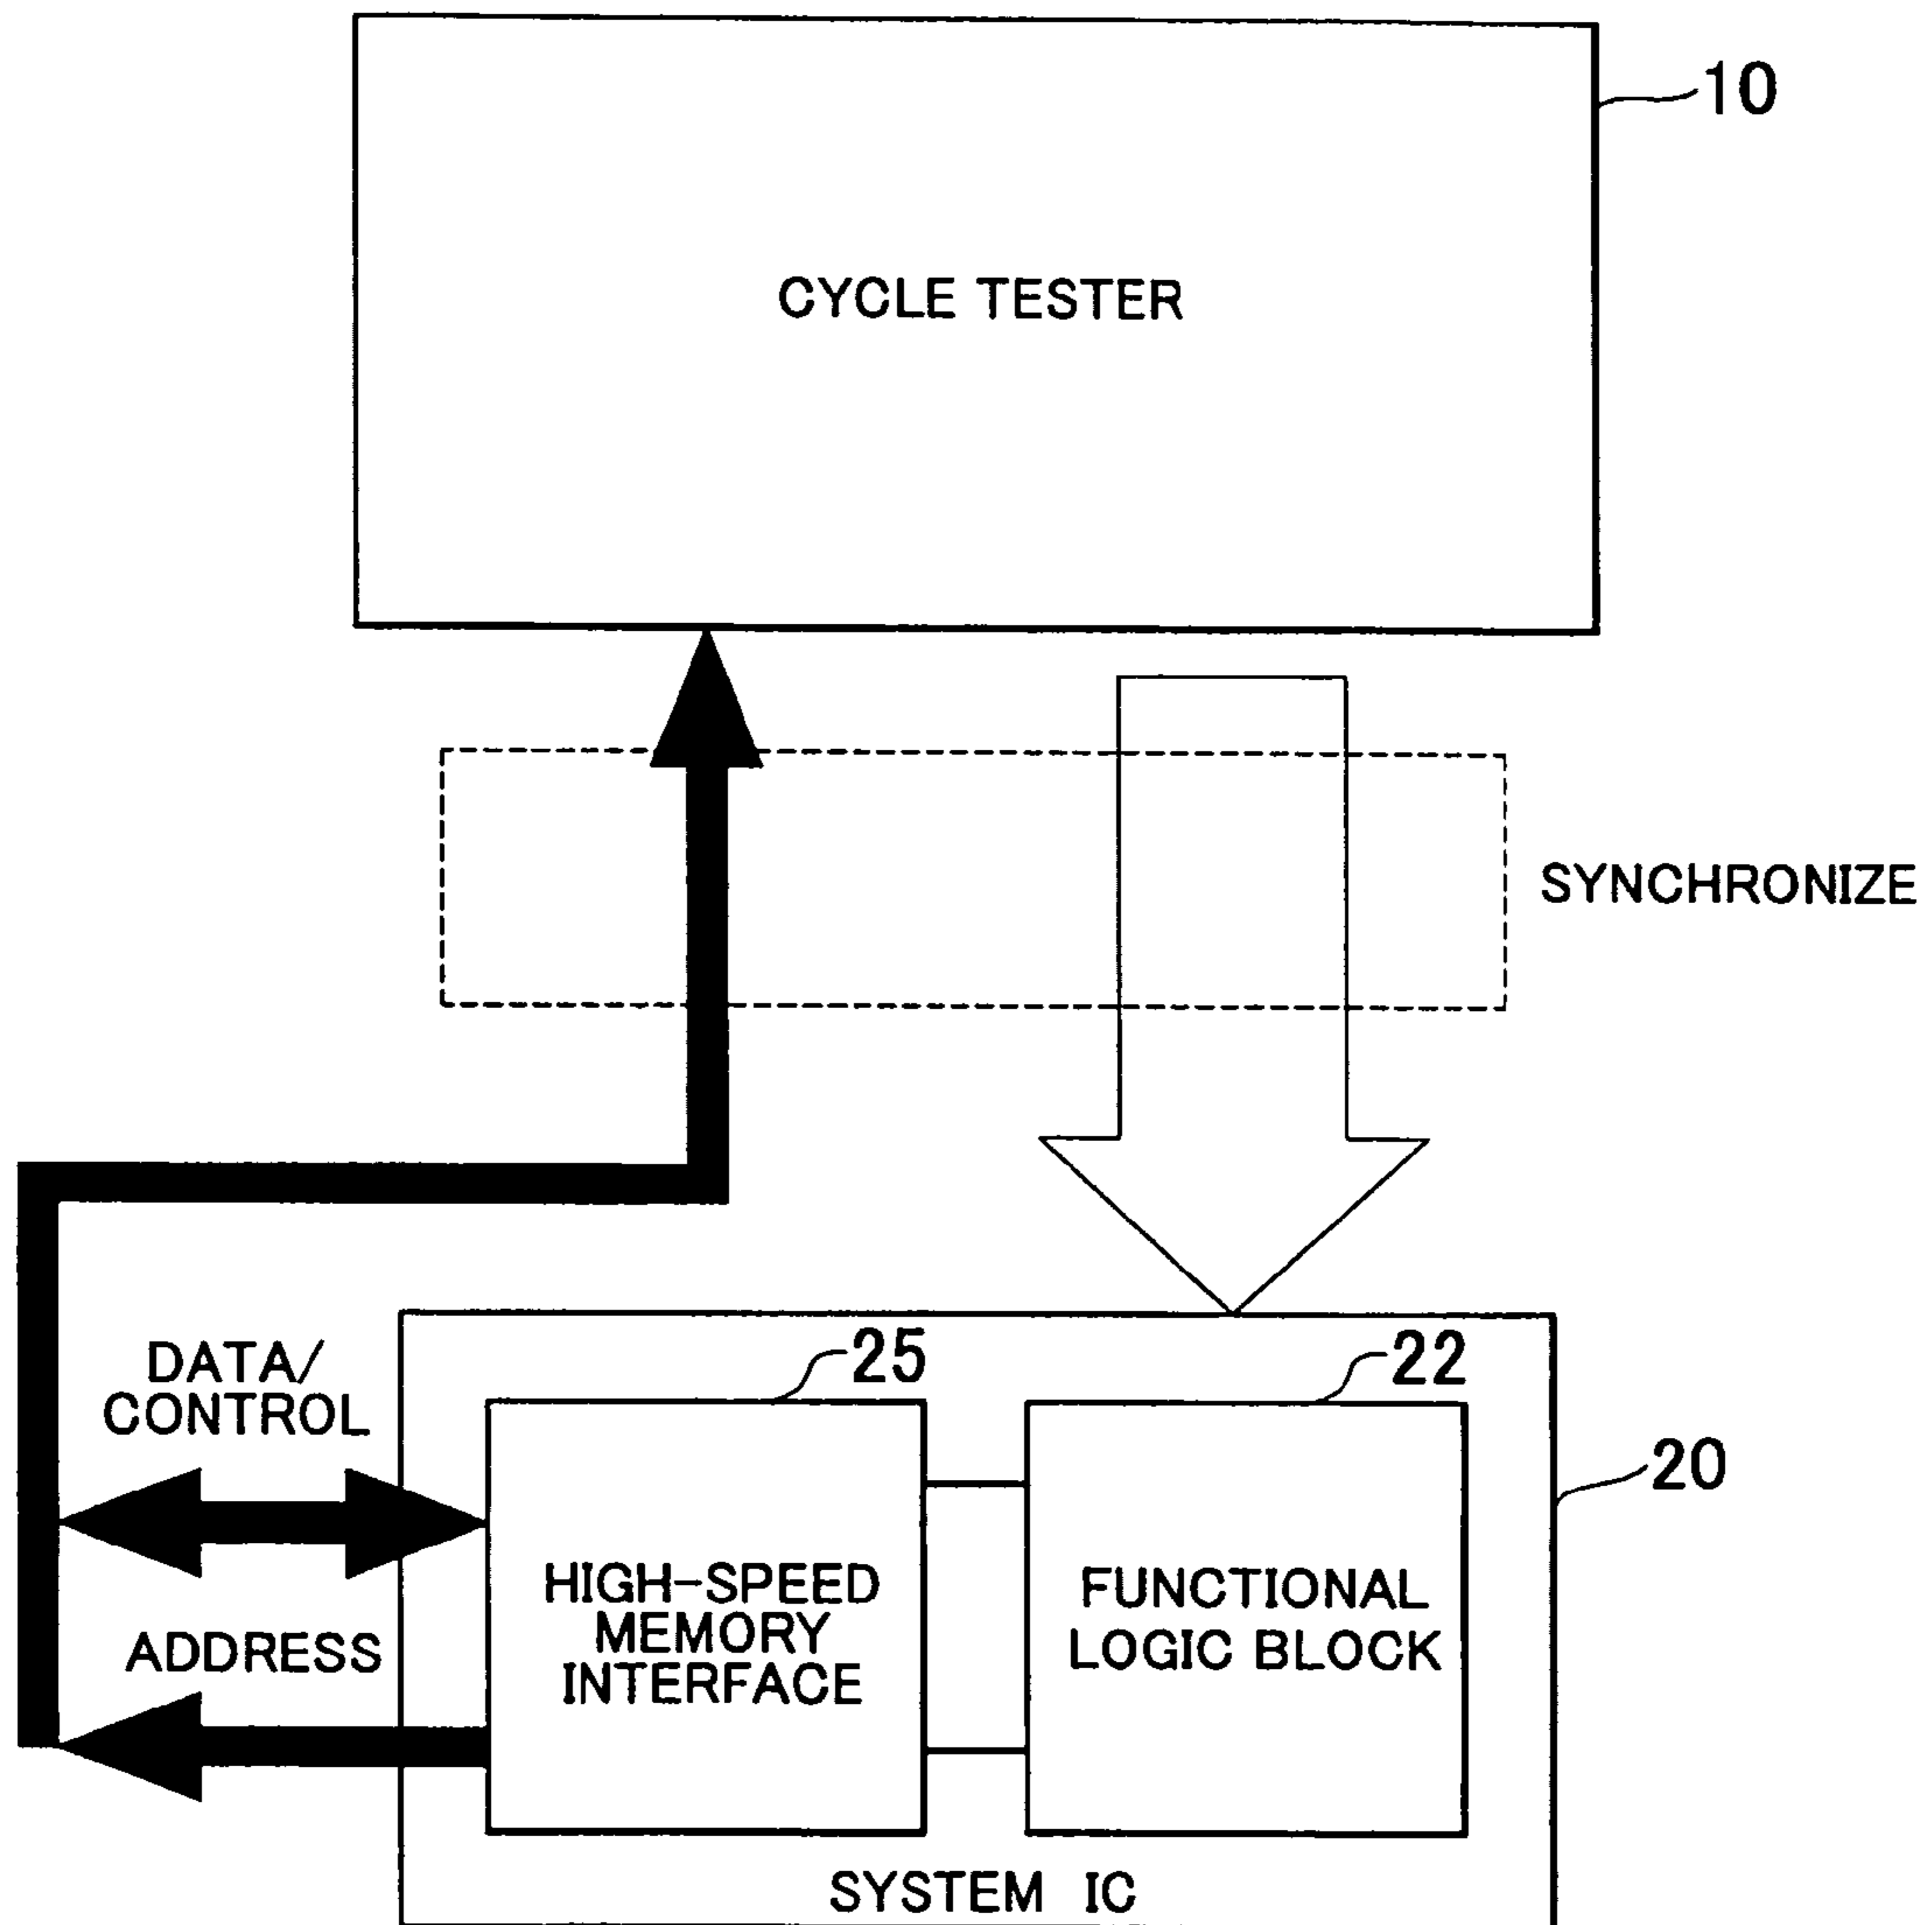 10
CYCLE TESTER
SYNCHRONIZE
DATA/
CONTROL
25
22
20
HIGH-SPEED
MEMORY
INTERFACE
FUNCTIONAL
LOGIC BLOCK
ADDRESS
SYSTEM IC